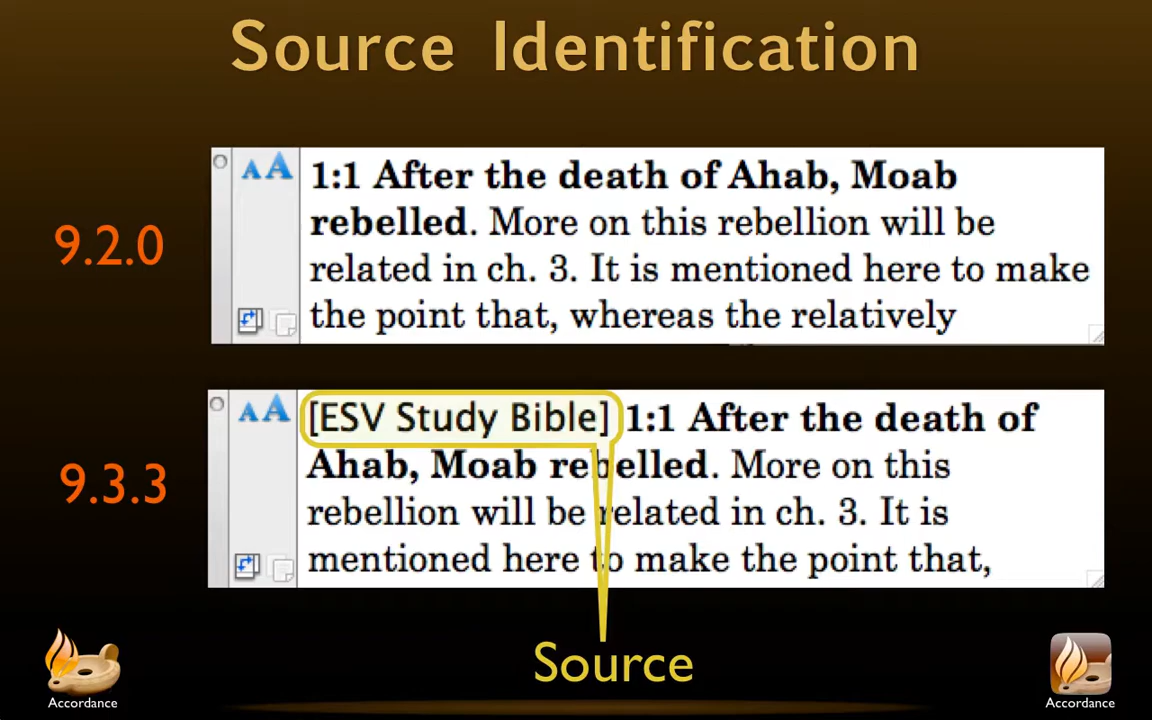 Source Identification
9.2.0
AA
1:1 After the death of Ahab, Moab
rebelled. More on this rebellion will be
related in ch. 3. It is mentioned here to make
the point that, whereas the relatively
9.3.3
AA
[ESV Study Bible] 1:1 After the death of
Ahab, Moab rebelled. More on this
rebellion will be related in ch. 3. It is
mentioned here to make the point that,
Source
Accordance
Accordance